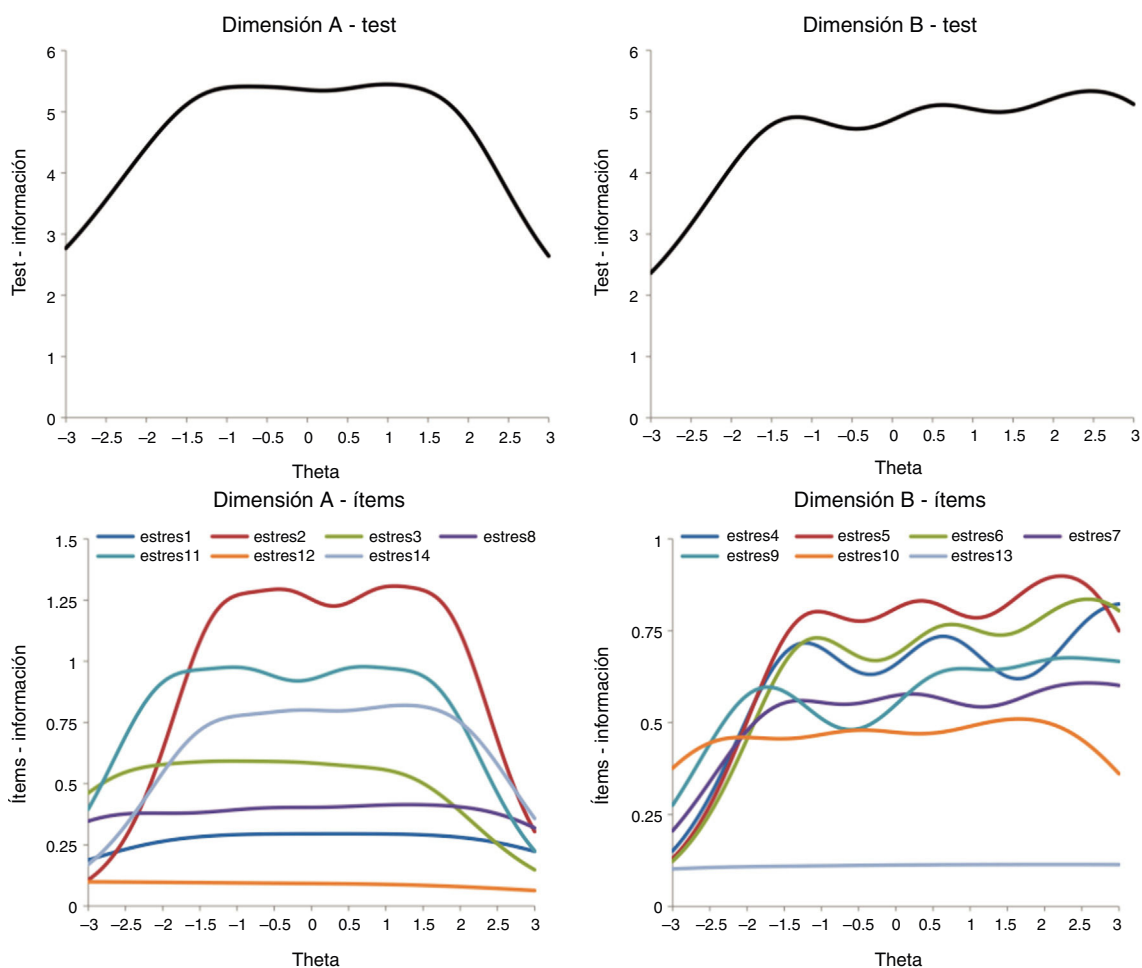 Dimensión A - test
6
5
4
3
2
1
0
Test - información
–3 –2.5 –2 –1.5 –1 –0.5 0 0.5 1 1.5 2 2.5 3
Theta
Dimensión B - test
6
5
4
3
2
1
0
Test - información
–3 –2.5 –2 –1.5 –1 –0.5 0 0.5 1 1.5 2 2.5 3
Theta
Dimensión A - ítems
estres1 estres2 estres3 estres8
estres11 estres12 estres14
1.5
1.25
1
0.75
0.5
0.25
0
Ítems - información
–3 –2.5 –2 –1.5 –1 –0.5 0 0.5 1 1.5 2 2.5 3
Theta
Dimensión B - ítems
estres4 estres5 estres6 estres7
estres9 estres10 estres13
1
0.75
0.5
0.25
0
Ítems - información
–3 –2.5 –2 –1.5 –1 –0.5 0 0.5 1 1.5 2 2.5 3
Theta